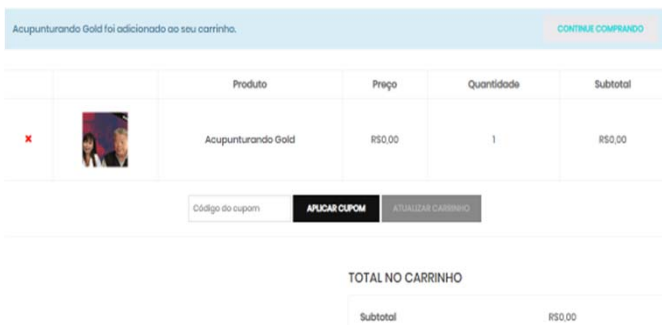 Acupunturando Gold foi adicionado ao seu carrinho.
CONTINUE COMPRANDO
Produto Preço Quantidade Subtotal
× Acupunturando Gold R$0,00 1 R$0,00
Código do cupom APLICAR CUPOM ATUALIZAR CARRINHO
TOTAL NO CARRINHO
Subtotal R$0,00